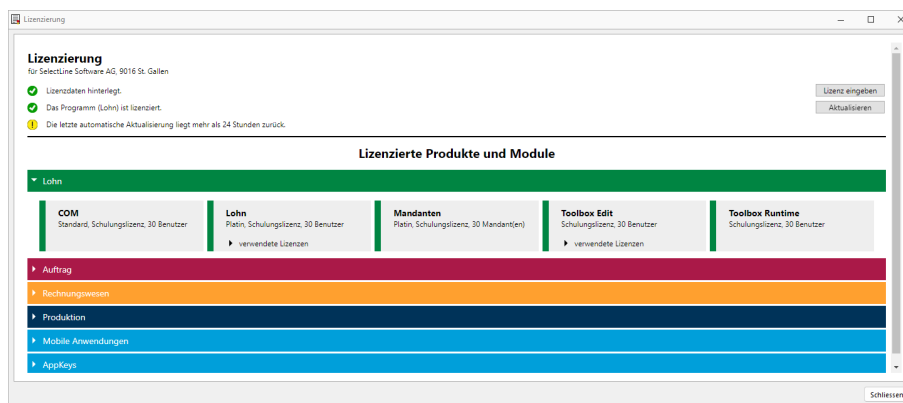 Lizenzierung
Lizenzierung
für SelectLine Software AG, 9016 St. Gallen
Lizenzdaten hinterlegt.
Lizenz eingeben
Das Programm (Lohn) ist lizenziert.
Aktualisieren
Die letzte automatische Aktualisierung liegt mehr als 24 Stunden zurück.
Lizenzierte Produkte und Module
Lohn
COM
Standard, Schulungslizenz, 30 Benutzer
Lohn
Platin, Schulungslizenz, 30 Benutzer
verwendete Lizenzen
Mandanten
Platin, Schulungslizenz, 30 Mandant(en)
Toolbox Edit
Schulungslizenz, 30 Benutzer
verwendete Lizenzen
Toolbox Runtime
Schulungslizenz, 30 Benutzer
Auftrag
Rechnungswesen
Produktion
Mobile Anwendungen
AppKeys
Schliessen